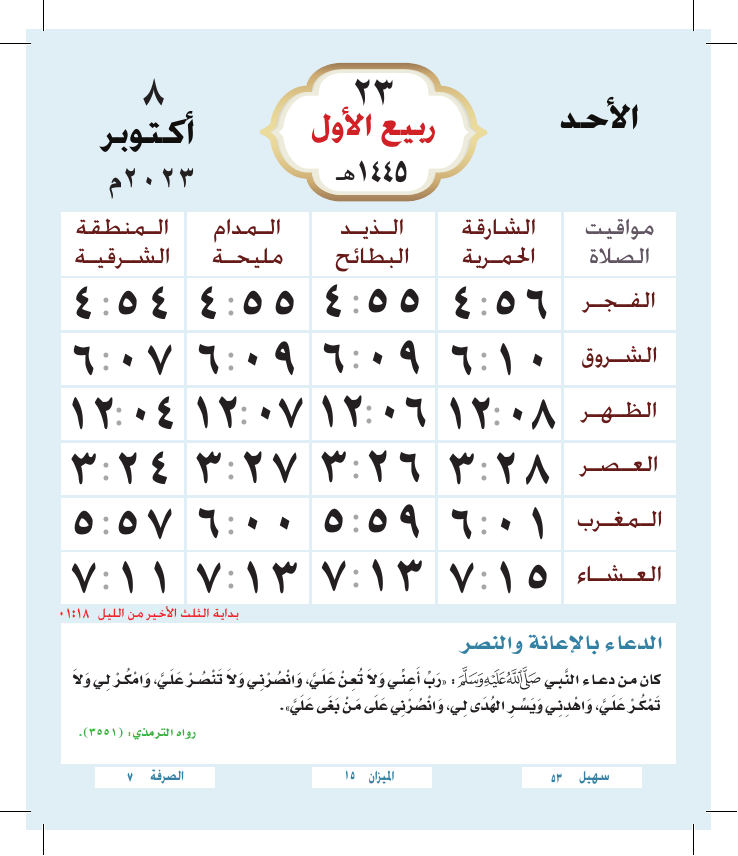 الأحد
٢٣
ربيع الأول
١٤٤٥هـ
٨
أكتوبر
٢٠٢٣م
مواقيت الصلاة | الشارقة الحمرية | الذيد البطائح | المدام مليحة | المنطقة الشرقية
الفجر ٤:٥٦ ٤:٥٥ ٤:٥٥ ٤:٥٤
الشروق ٦:١٠ ٦:٠٩ ٦:٠٩ ٦:٠٧
الظهر ١٢:٠٨ ١٢:٠٦ ١٢:٠٧ ١٢:٠٤
العصر ٣:٢٨ ٣:٢٦ ٣:٢٧ ٣:٢٤
المغرب ٦:٠١ ٥:٥٩ ٦:٠٠ ٥:٥٧
العشاء ٧:١٥ ٧:١٣ ٧:١٣ ٧:١١
بداية الثلث الأخير من الليل ٠١:١٨
الدعاء بالإعانة والنصر
كان من دعاء النَّبي صَلَّى اللَّهُ عَلَيْهِ وَسَلَّمَ: «رَبِّ أَعِنِّي وَلاَ تُعِنْ عَلَيَّ، وَانْصُرْنِي وَلاَ تَنْصُرْ عَلَيَّ، وَامْكُرْ لِي وَلاَ
تَمْكُرْ عَلَيَّ، وَاهْدِنِي وَيَسِّرِ الهُدَى لِي، وَانْصُرْنِي عَلَى مَنْ بَغَى عَلَيَّ».
رواه الترمذي: (٣٥٥١).
سهيل ٥٣
الميزان ١٥
الصرفة ٧